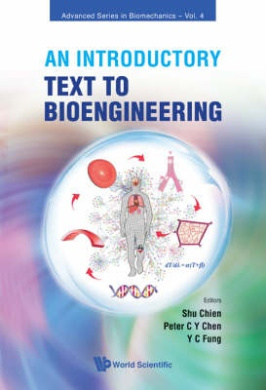 Advanced Series in Biomechanics – Vol. 4
AN INTRODUCTORY
TEXT TO
BIOENGINEERING
Editors
Shu Chien
Peter C Y Chen
Y C Fung
World Scientific